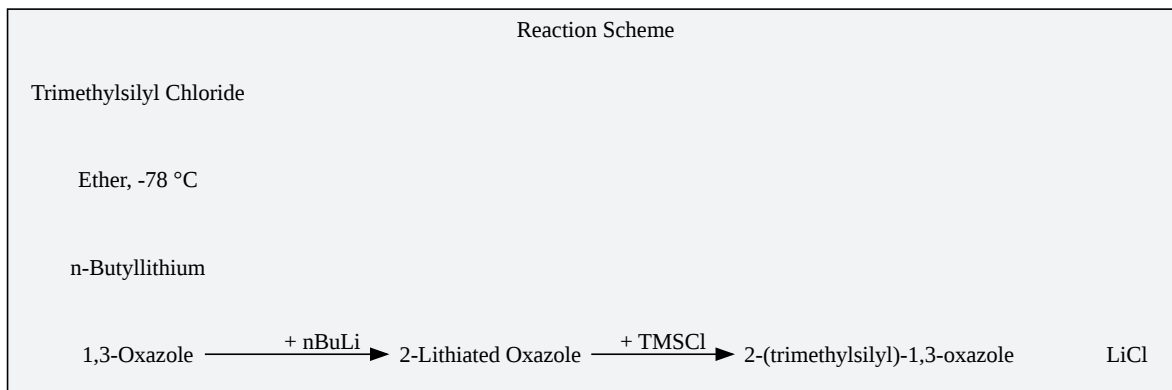 Reaction Scheme
Trimethylsilyl Chloride
Ether, -78 °C
n-Butyllithium
1,3-Oxazole + nBuLi 2-Lithiated Oxazole + TMSCl 2-(trimethylsilyl)-1,3-oxazole LiCl